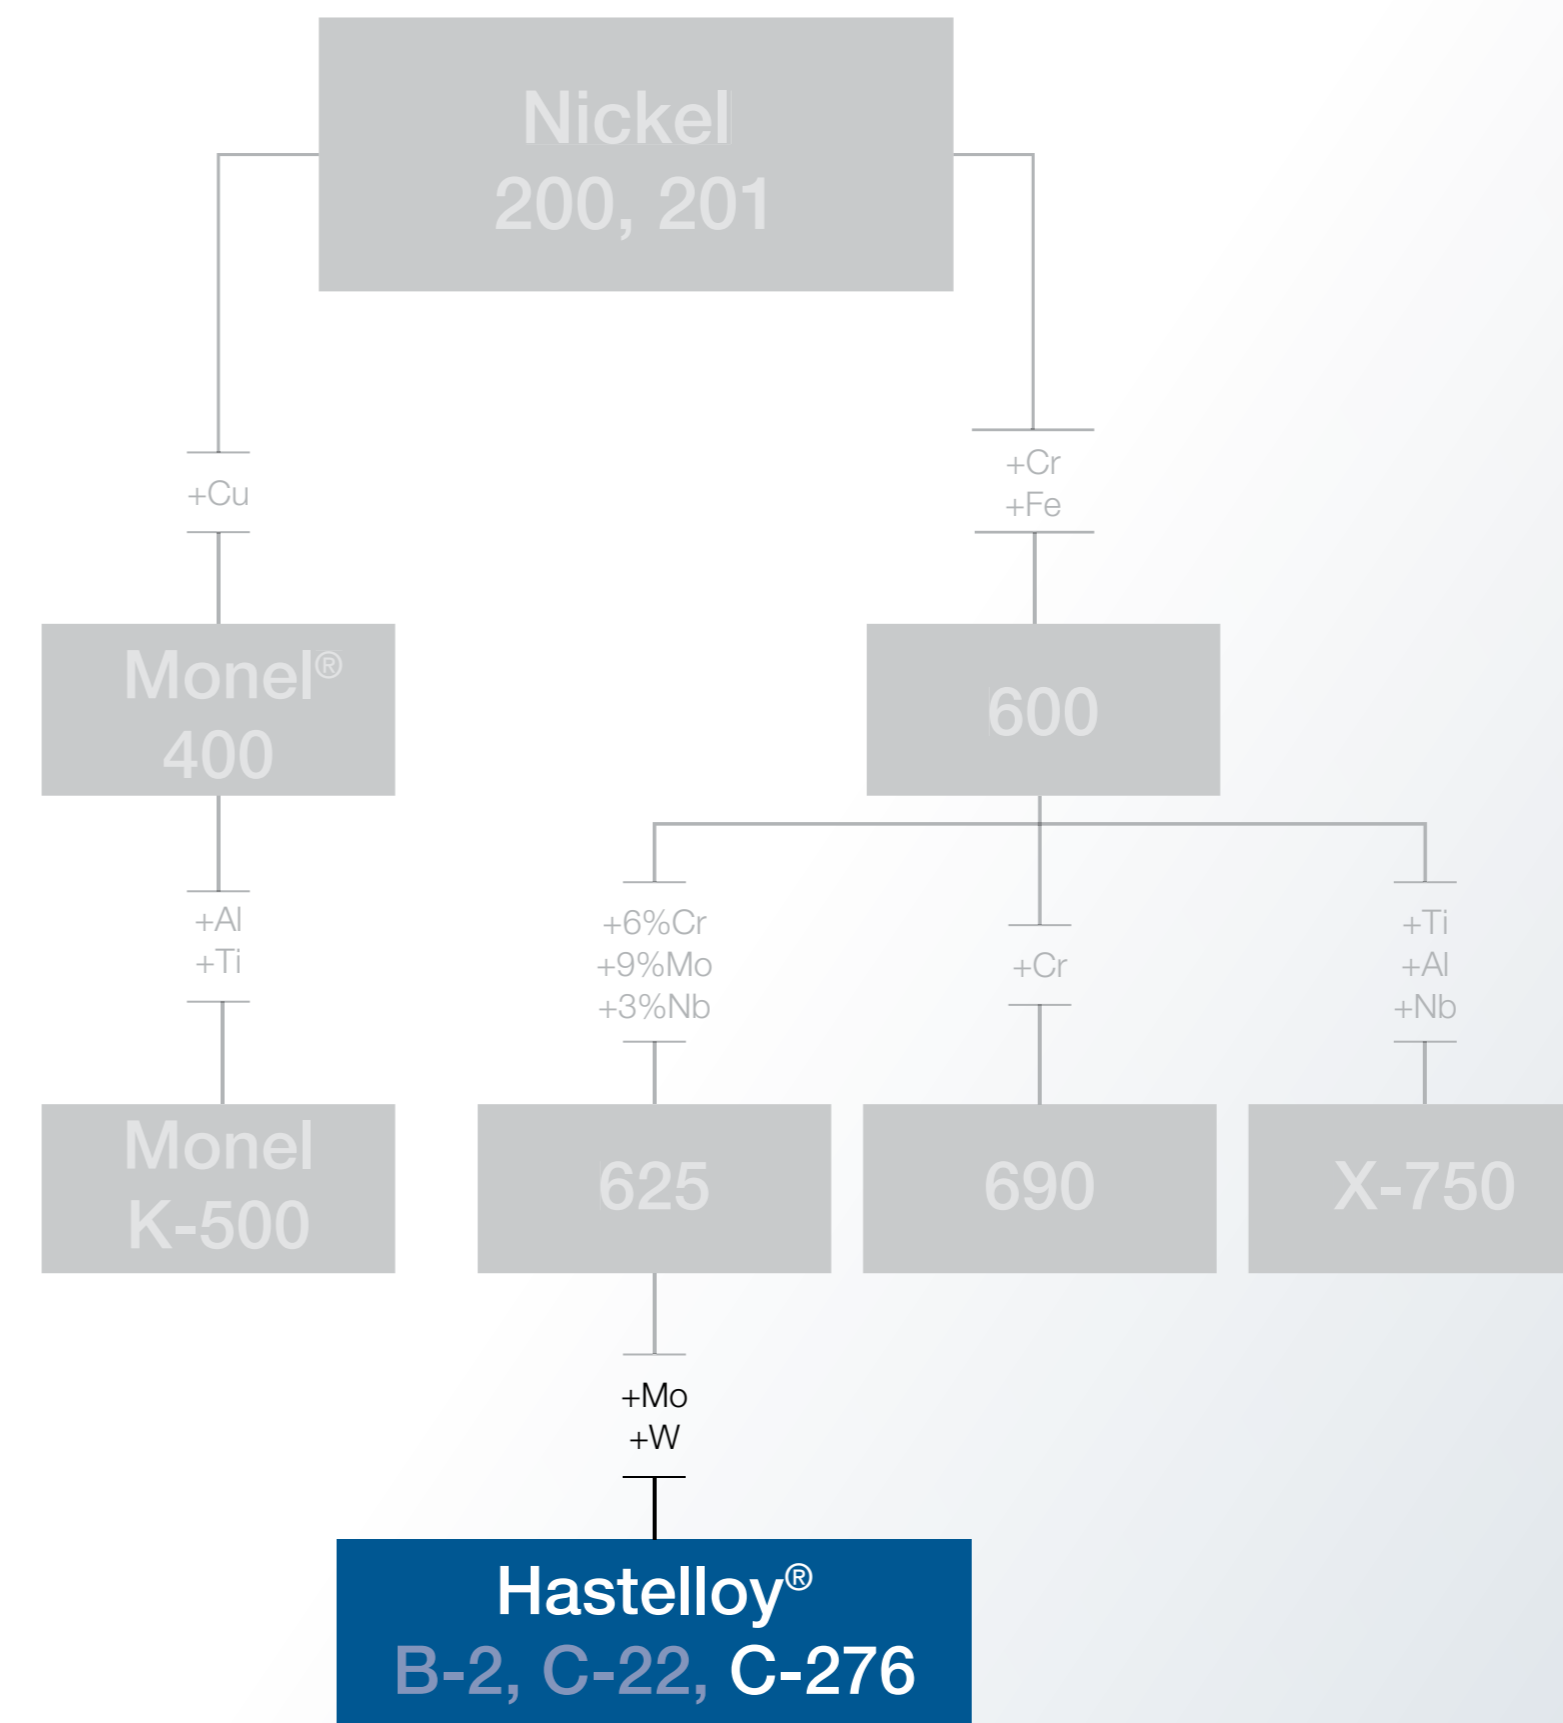 Nickel
200, 201
+Cu
+Cr
+Fe
Monel®
400
600
+Al
+Ti
+6%Cr
+9%Mo
+3%Nb
+Cr
+Ti
+Al
+Nb
Monel
K-500
625
690
X-750
+Mo
+W
Hastelloy®
B-2, C-22, C-276